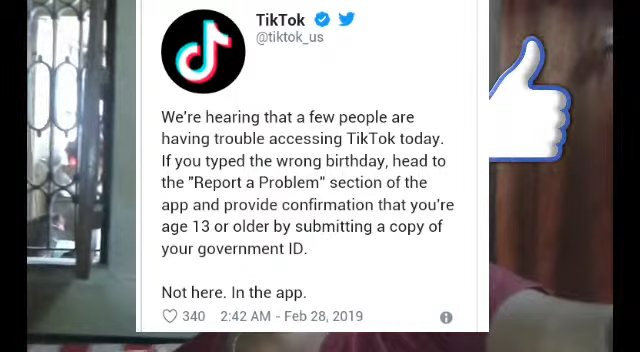 TikTok
@tiktok_us
We're hearing that a few people are
having trouble accessing TikTok today.
If you typed the wrong birthday, head to
the "Report a Problem" section of the
app and provide confirmation that you're
age 13 or older by submitting a copy of
your government ID.
Not here. In the app.
340 2:42 AM - Feb 28, 2019